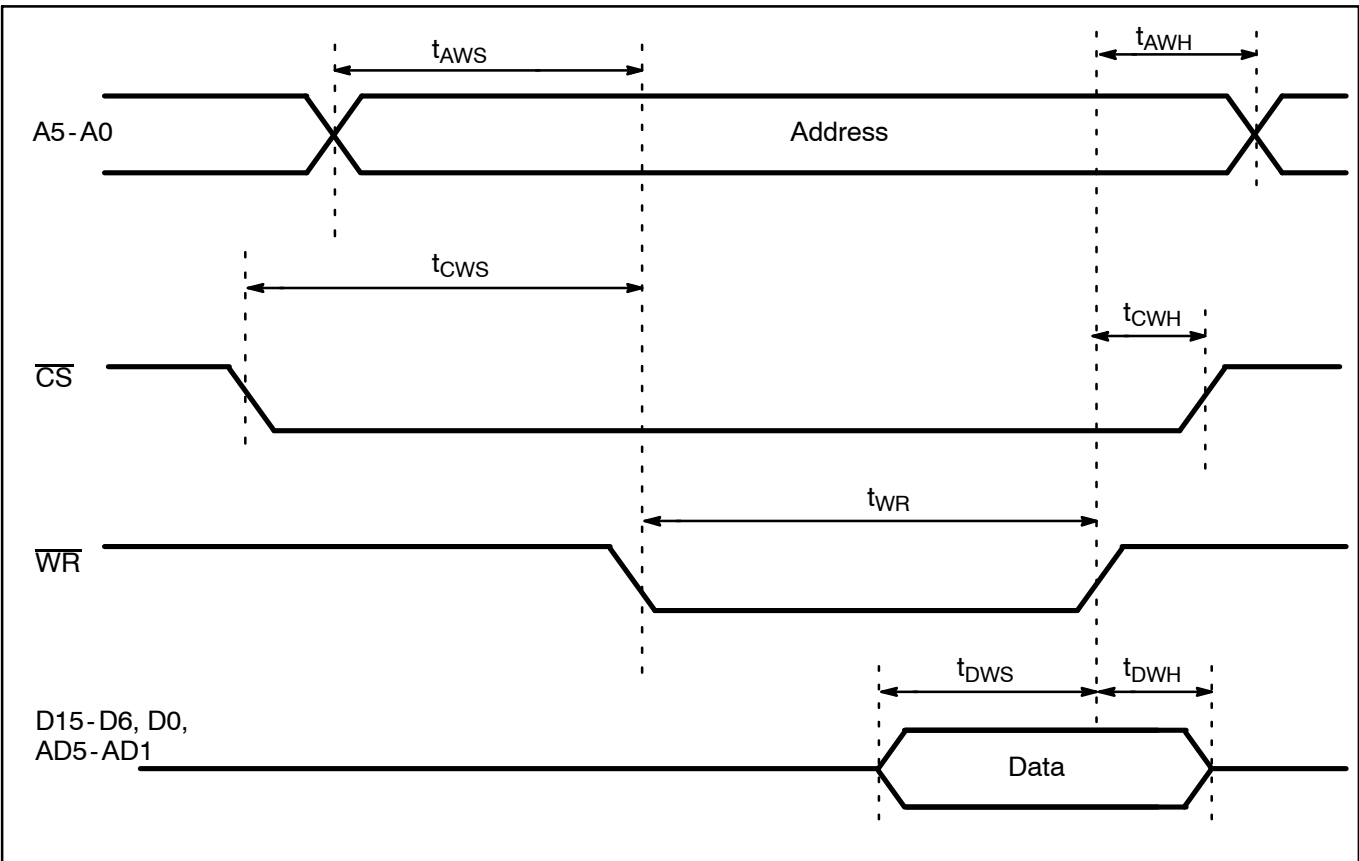 tAWS
tAWH
A5-A0
Address
tCWS
tCWH
CS
tWR
WR
tDWS
tDWH
D15-D6, D0,
AD5-AD1
Data